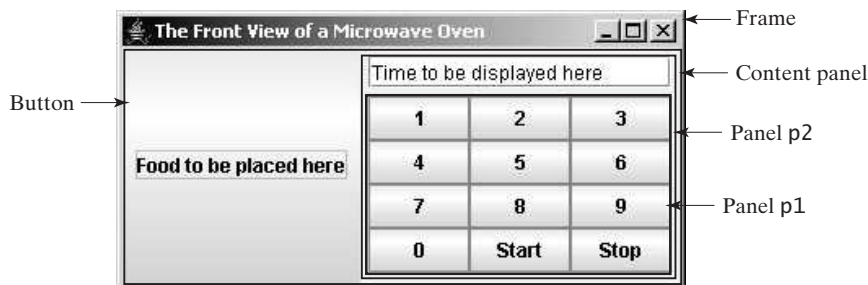 The Front View of a Microwave Oven
Frame
Time to be displayed here
Content panel
Button
1 2 3
Panel p2
Food to be placed here
4 5 6
7 8 9
Panel p1
0 Start Stop